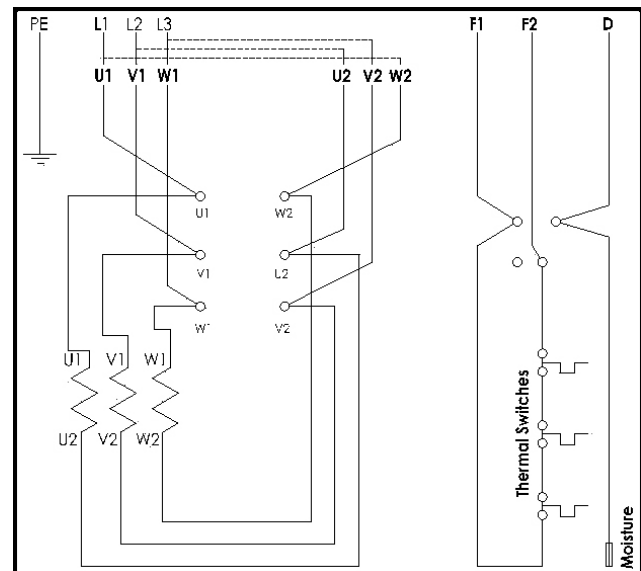 PE L1 L2 L3 F1 F2 D
U1 V1 W1 U2 V2 W2
U1 W2
V1 U2
W1 V2
U1 V1 W1
U2 V2 W2
Thermal Switches
Moisture